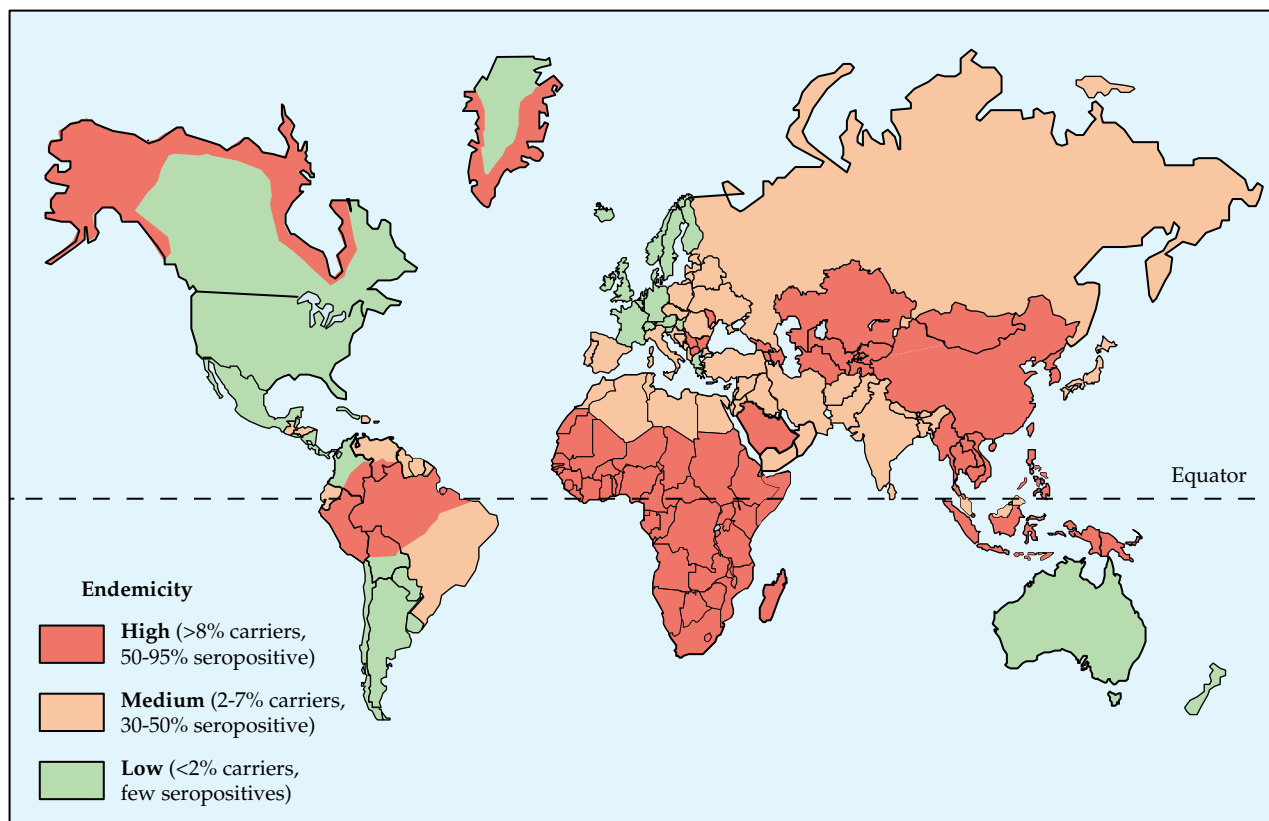 Equator
Endemicity
High (>8% carriers,
50-95% seropositive)
Medium (2-7% carriers,
30-50% seropositive)
Low (<2% carriers,
few seropositives)